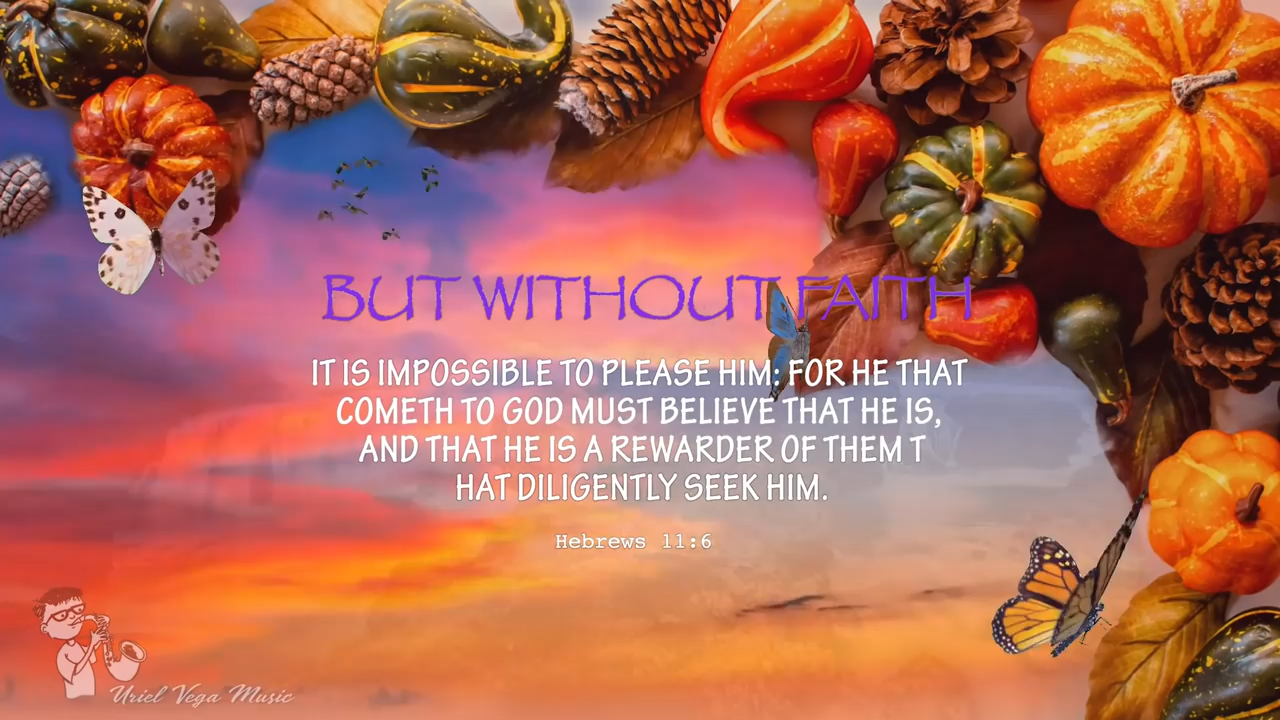 BUT WITHOUT FAITH
IT IS IMPOSSIBLE TO PLEASE HIM: FOR HE THAT
COMETH TO GOD MUST BELIEVE THAT HE IS,
AND THAT HE IS A REWARDER OF THEM T
HAT DILIGENTLY SEEK HIM.
Hebrews 11:6
Uriel Vega Music